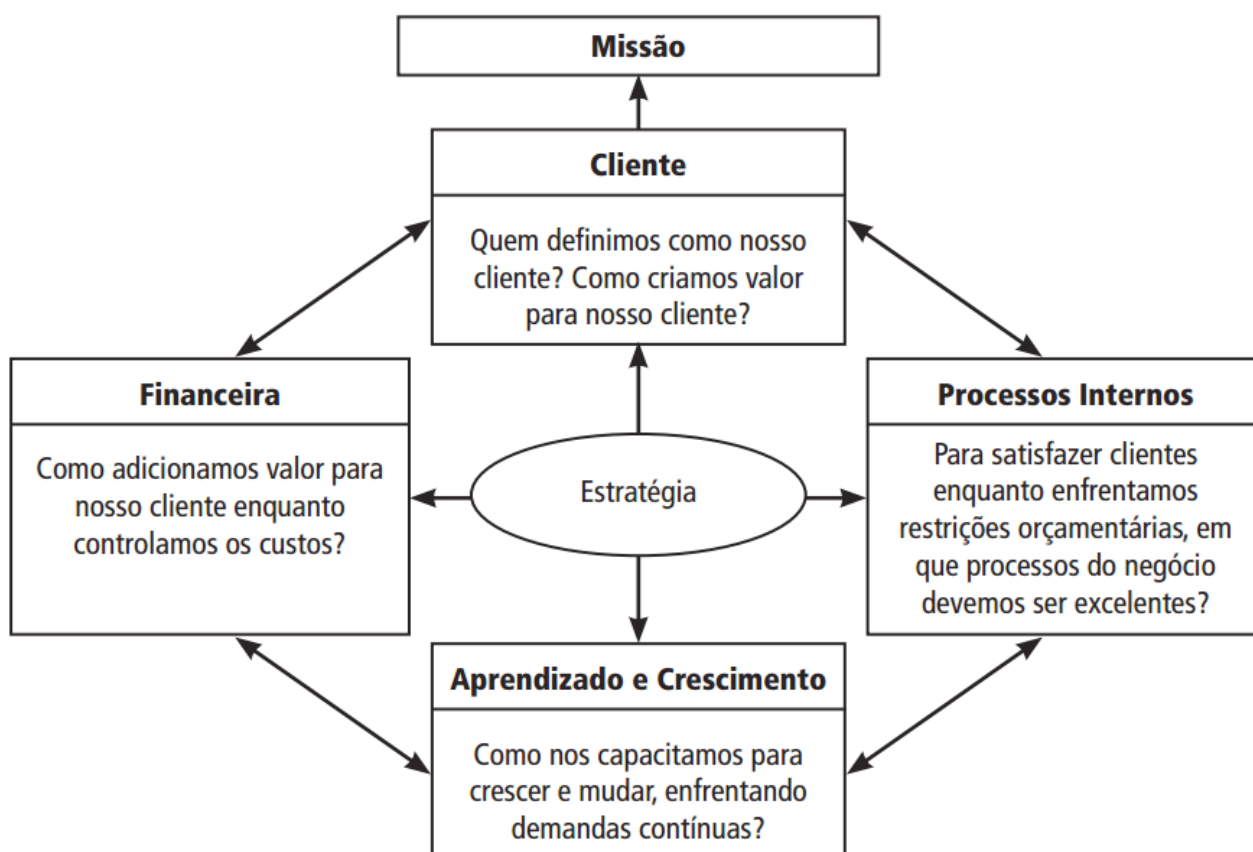 Missão
Cliente
Quem definimos como nosso
cliente? Como criamos valor
para nosso cliente?
Financeira
Como adicionamos valor para
nosso cliente enquanto
controlamos os custos?
Estratégia
Processos Internos
Para satisfazer clientes
enquanto enfrentamos
restrições orçamentárias, em
que processos do negócio
devemos ser excelentes?
Aprendizado e Crescimento
Como nos capacitamos para
crescer e mudar, enfrentando
demandas contínuas?